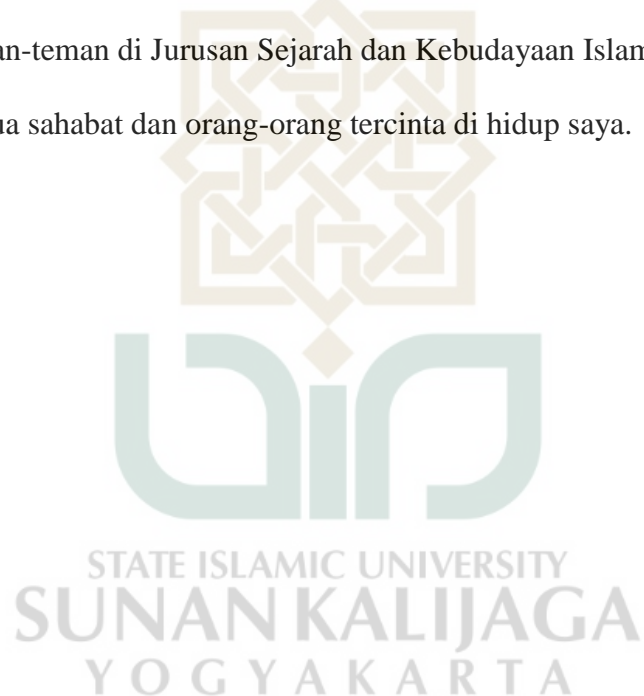 an-teman di Jurusan Sejarah dan Kebudayaan Islam
ua sahabat dan orang-orang tercinta di hidup saya.
STATE ISLAMIC UNIVERSITY
SUNAN KALIJAGA
YOGYAKARTA